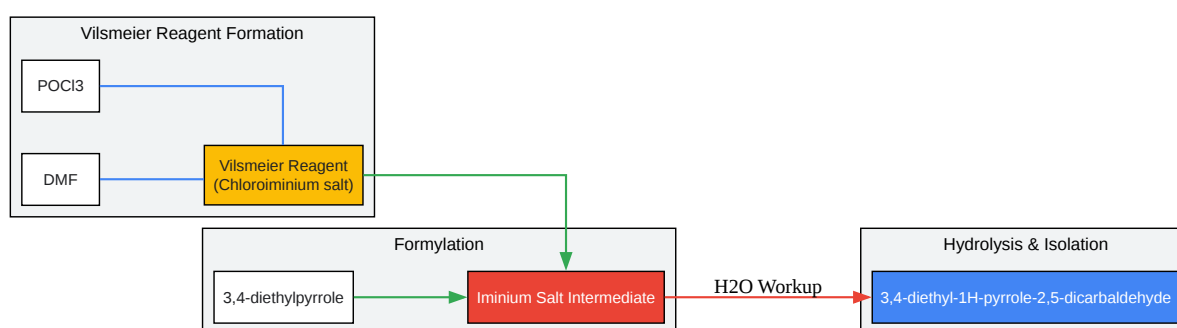 Vilsmeier Reagent Formation
POCl3
DMF
Vilsmeier Reagent
(Chloroiminium salt)
Formylation
3,4-diethylpyrrole
Iminium Salt Intermediate
H2O Workup
Hydrolysis & Isolation
3,4-diethyl-1H-pyrrole-2,5-dicarbaldehyde